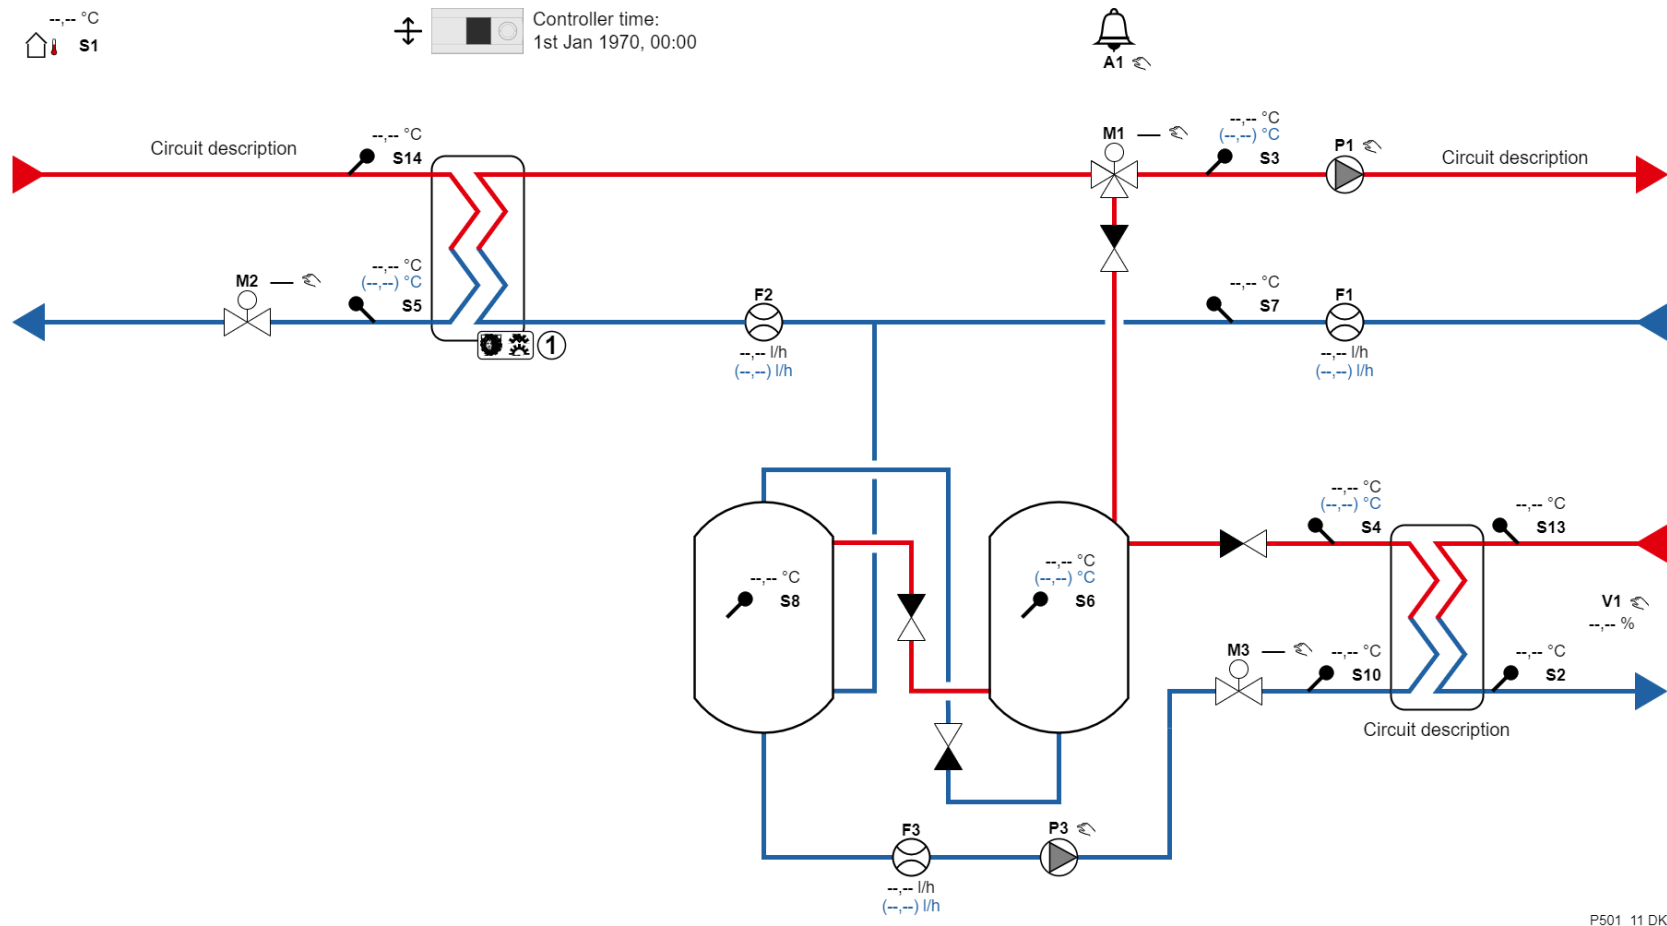 --,-- °C
S1
Controller time:
1st Jan 1970, 00:00
A1
Circuit description
--,-- °C
S14
M1
--,-- °C
(--,--) °C
S3
P1
Circuit description
M2
--,-- °C
(--,--) °C
S5
1
F2
--,-- l/h
(--,--) l/h
--,-- °C
S7
F1
--,-- l/h
(--,--) l/h
--,-- °C
S8
--,-- °C
(--,--) °C
S6
--,-- °C
(--,--) °C
S4
--,-- °C
S13
V1
--,-- %
M3
--,-- °C
S10
--,-- °C
S2
Circuit description
F3
--,-- l/h
(--,--) l/h
P3
P501 11 DK